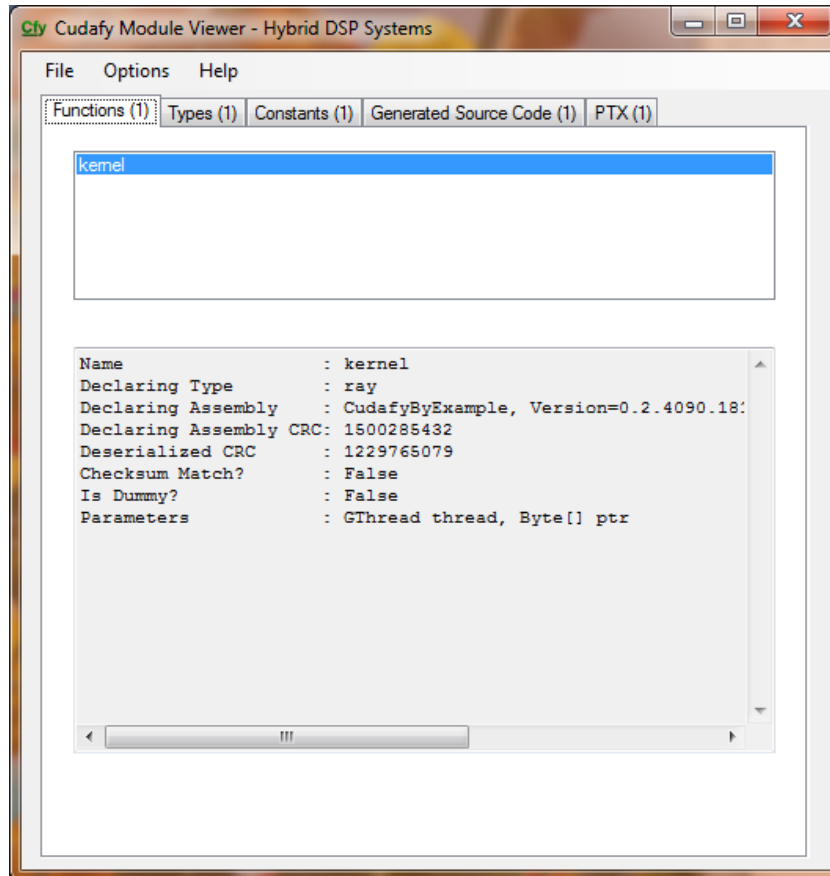 Cfy Cudafy Module Viewer - Hybrid DSP Systems
File Options Help
Functions (1) Types (1) Constants (1) Generated Source Code (1) PTX (1)
kernel
Name : kernel
Declaring Type : ray
Declaring Assembly : CudafyByExample, Version=0.2.4090.181
Declaring Assembly CRC: 1500285432
Deserialized CRC : 1229765079
Checksum Match? : False
Is Dummy? : False
Parameters : GThread thread, Byte[] ptr